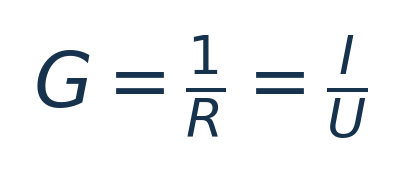 G = 1/R = I/U